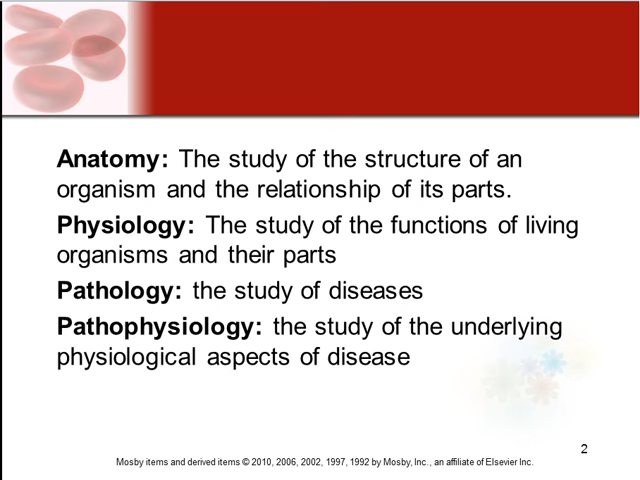 Anatomy: The study of the structure of an
organism and the relationship of its parts.
Physiology: The study of the functions of living
organisms and their parts
Pathology: the study of diseases
Pathophysiology: the study of the underlying
physiological aspects of disease
2
Mosby items and derived items © 2010, 2006, 2002, 1997, 1992 by Mosby, Inc., an affiliate of Elsevier Inc.